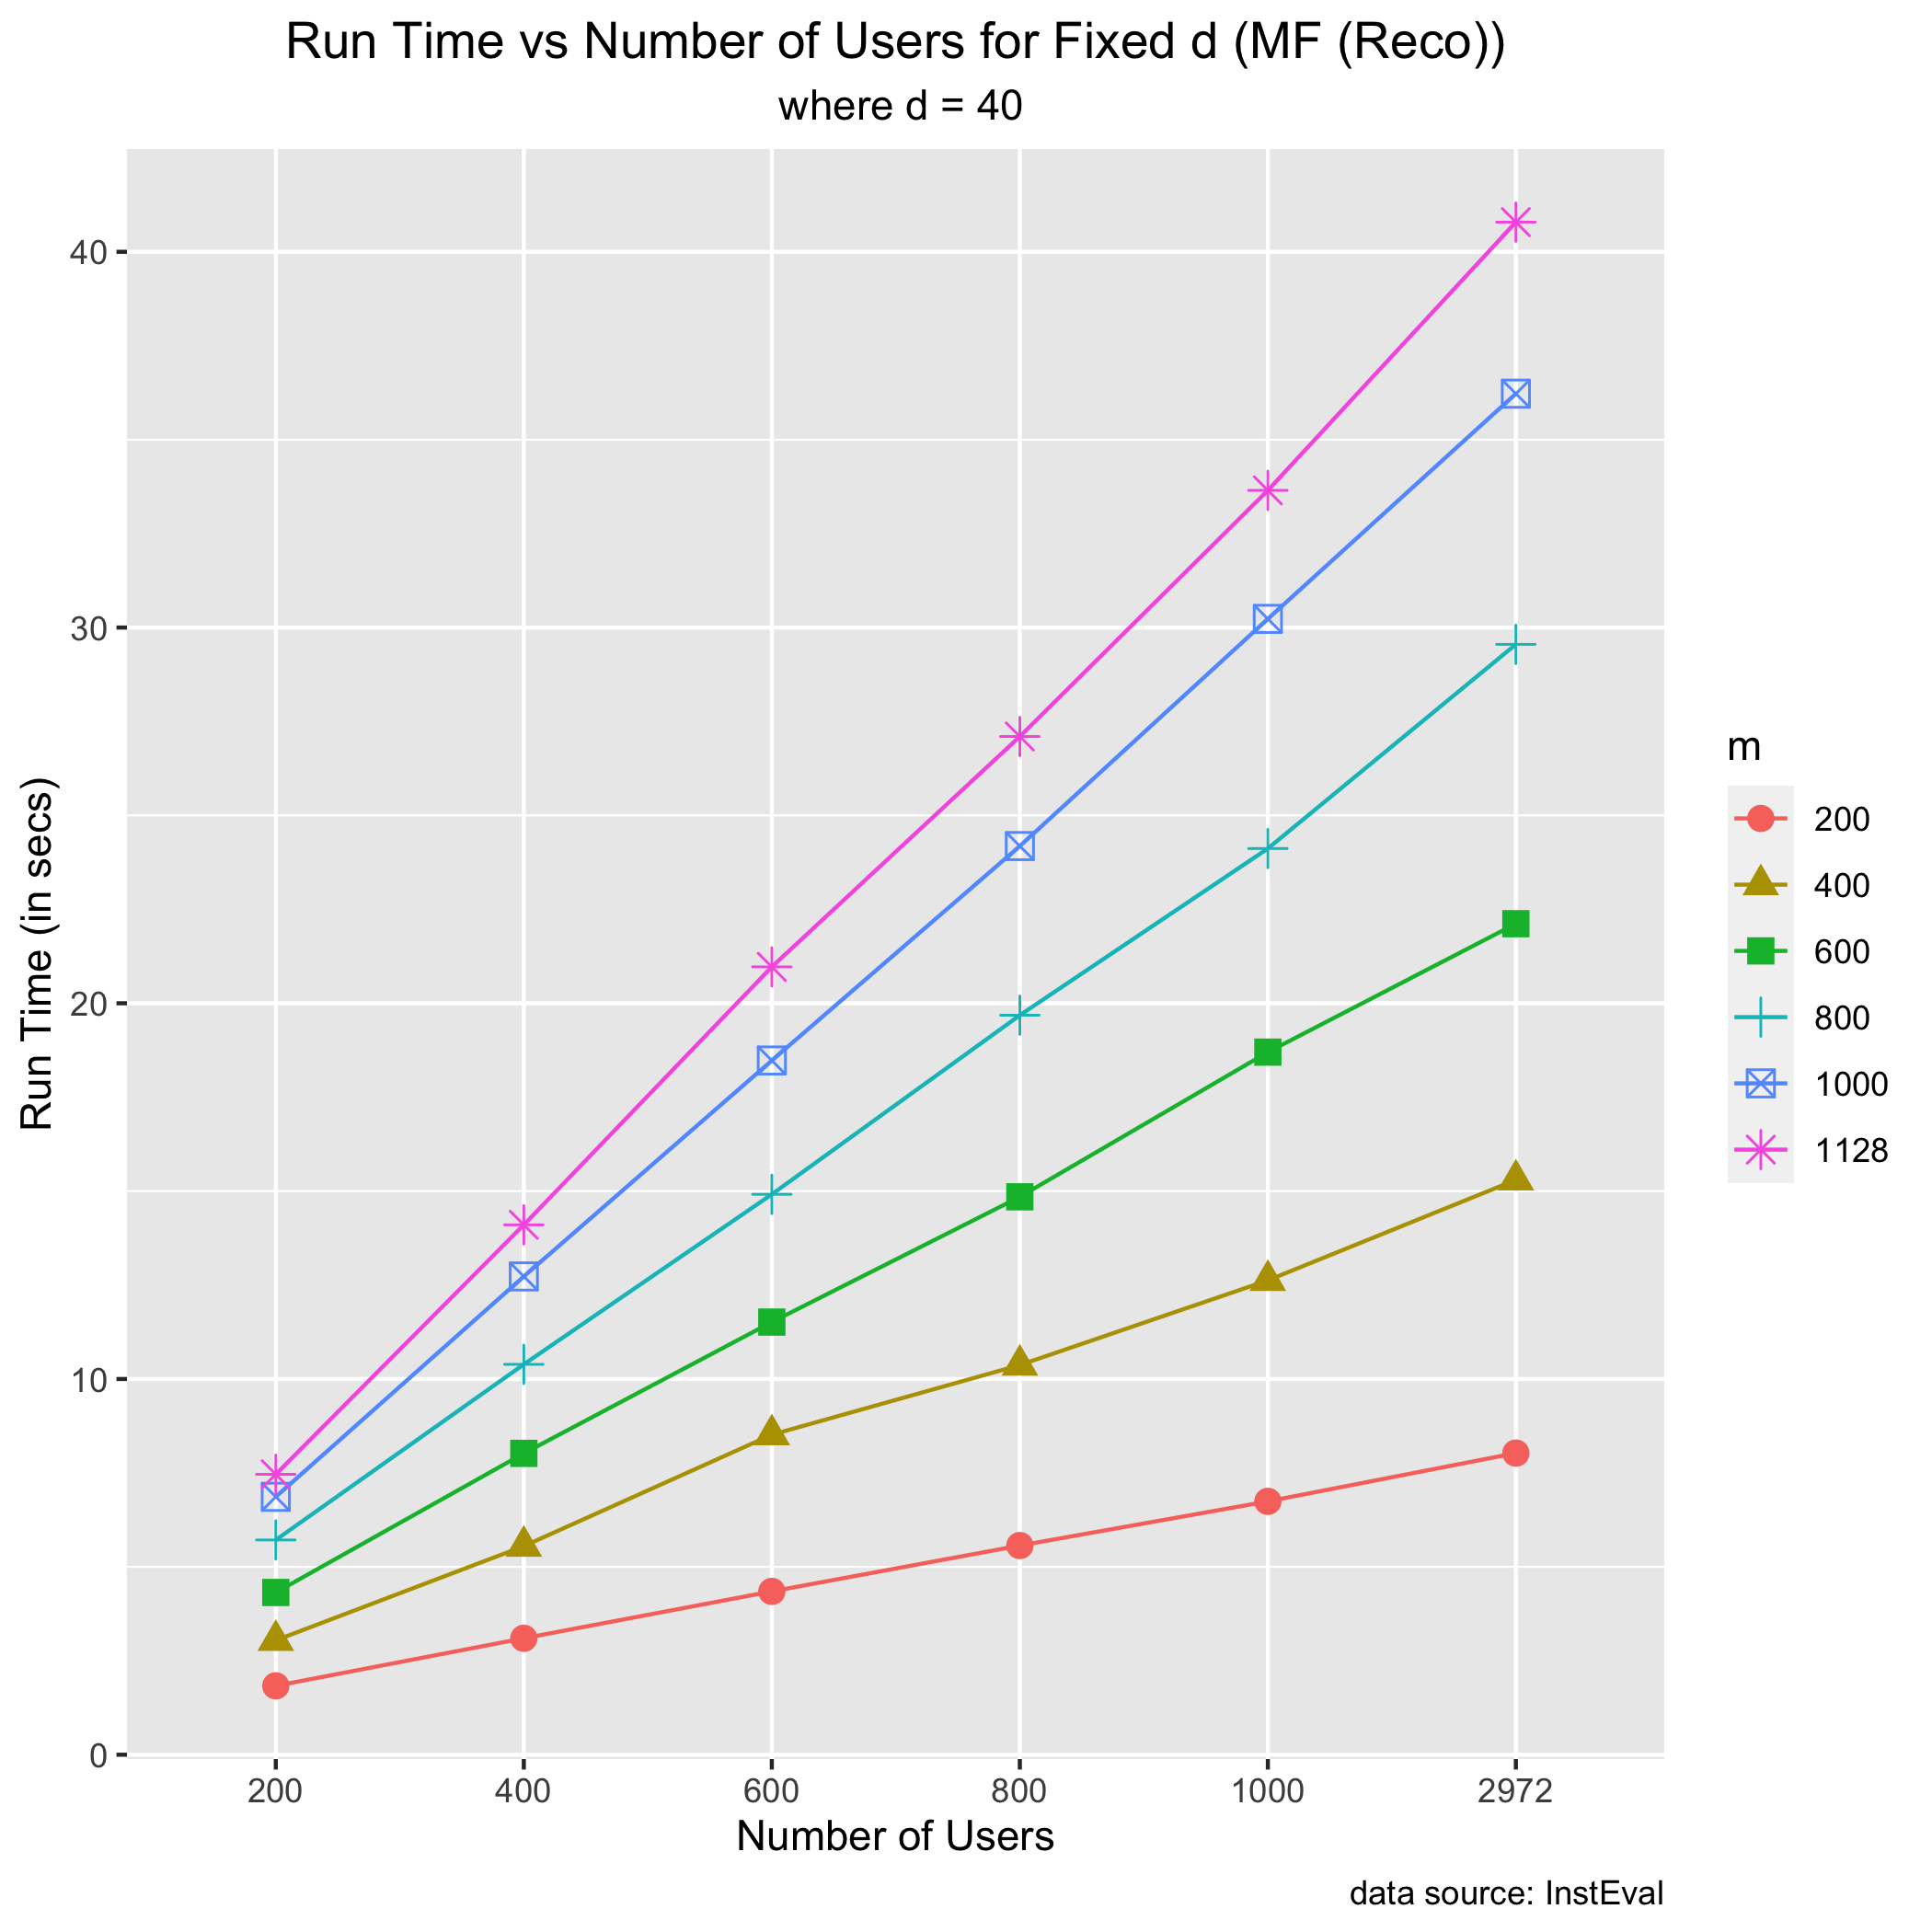 Run Time vs Number of Users for Fixed d (MF (Reco))
where d = 40
Run Time (in secs)
40
30
20
10
0
200 400 600 800 1000 2972
Number of Users
m
200
400
600
800
1000
1128
data source: InstEval